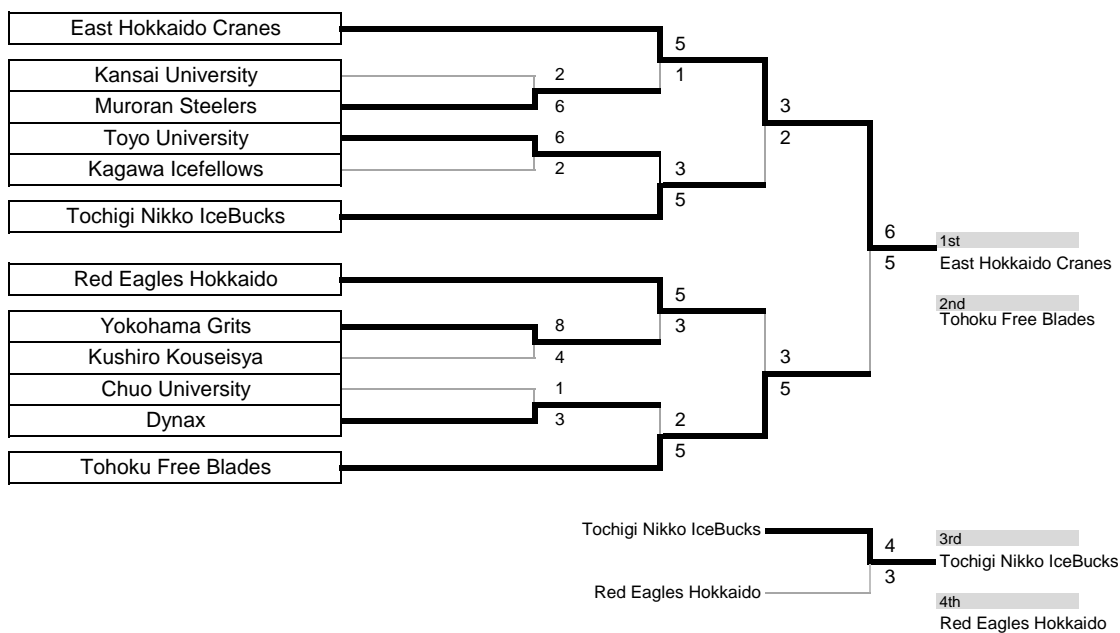 East Hokkaido Cranes
5
Kansai University
2
1
Muroran Steelers
6
3
Toyo University
6
2
Kagawa Icefellows
2
3
5
Tochigi Nikko IceBucks
6
1st
5
East Hokkaido Cranes
Red Eagles Hokkaido
5
2nd
Tohoku Free Blades
Yokohama Grits
8
3
Kushiro Kouseisya
4
3
Chuo University
1
5
Dynax
3
2
5
Tohoku Free Blades
Tochigi Nikko IceBucks
4
3rd
3
Tochigi Nikko IceBucks
Red Eagles Hokkaido
4th
Red Eagles Hokkaido